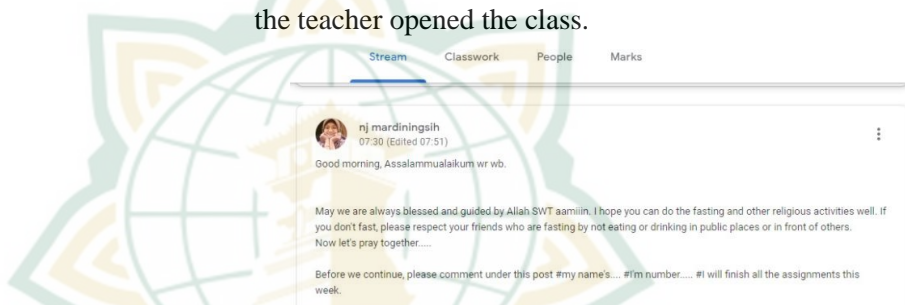 the teacher opened the class.
Stream Classwork People Marks
nj mardiningsih
07:30 (Edited 07:51)
Good morning, Assalammualaikum wr wb.
May we are always blessed and guided by Allah SWT aamiiin. I hope you can do the fasting and other religious activities well. If
you don't fast, please respect your friends who are fasting by not eating or drinking in public places or in front of others.
Now let's pray together.....
Before we continue, please comment under this post #my name's.... #I'm number..... #I will finish all the assignments this
week.